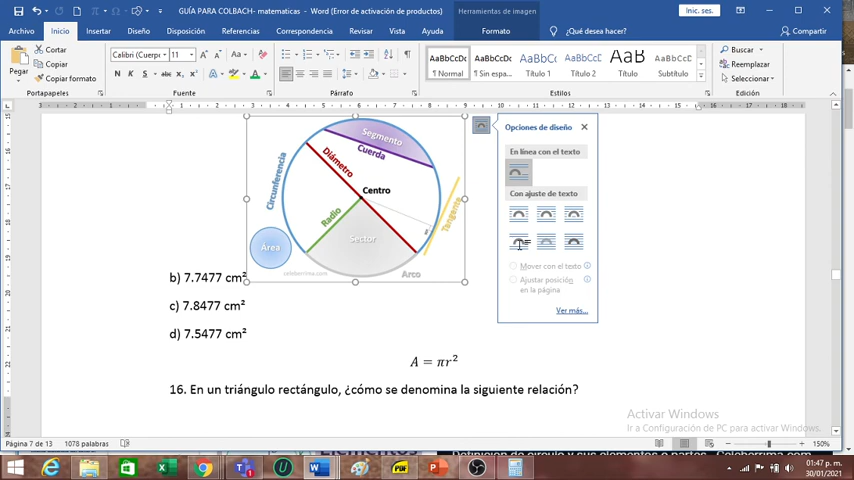 GUÍA PARA COLBACH- matematicas - Word (Error de activación de productos)
Herramientas de imagen
Inic. ses.
Archivo Inicio Insertar Diseño Disposición Referencias Correspondencia Revisar Vista Ayuda Formato ¿Qué desea hacer? Compartir
Pegar
Cortar
Copiar
Copiar formato
Portapapeles
Calibri (Cuerp 11
N K S abc x₂ x²
Fuente
Párrafo
AaBbCcDc AaBbCcDc AaBbCc AaBbCcD AaB AaBbCcD
¶ Normal ¶ Sin espa... Título 1 Título 2 Título Subtítulo
Estilos
Buscar
Reemplazar
Seleccionar
Edición
Segmento
Cuerda
Diámetro
Circunferencia
Centro
Radio
Tangente
Sector
Área
Arco
celeberrima.com
Opciones de diseño
En línea con el texto
Con ajuste de texto
Mover con el texto
Ajustar posición
en la página
Ver más...
b) 7.7477 cm²
c) 7.8477 cm²
d) 7.5477 cm²
A = πr²
16. En un triángulo rectángulo, ¿cómo se denomina la siguiente relación?
Activar Windows
Ir a Configuración de PC para activar Windows.
Página 7 de 13 1078 palabras
150%
01:47 p. m.
30/01/2021